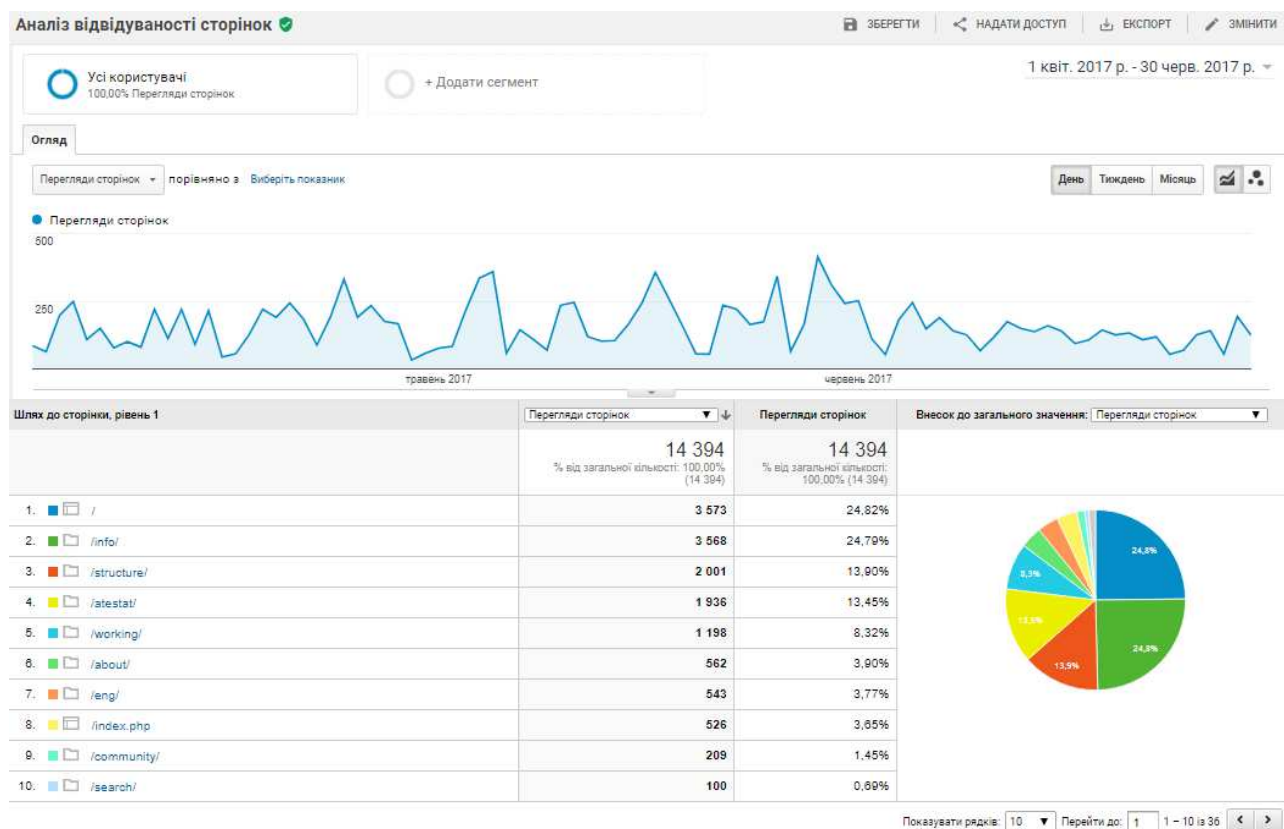 Аналіз відвідуваності сторінок
ЗБЕРЕГТИ НАДАТИ ДОСТУП ЕКСПОРТ ЗМІНИТИ
Усі користувачі
100,00% Перегляди сторінок
+ Додати сегмент
1 квіт. 2017 р. - 30 черв. 2017 р.
Огляд
Перегляди сторінок порівняно з Виберіть показник
День Тиждень Місяць
Перегляди сторінок
500
250
травень 2017 червень 2017
Шлях до сторінки, рівень 1 Перегляди сторінок Перегляди сторінок Внесок до загального значення: Перегляди сторінок
14 394 14 394
% від загальної кількості: 100,00% % від загальної кількості:
(14 394) 100,00% (14 394)
1. / 3 573 24,82%
2. /info/ 3 568 24,79%
3. /structure/ 2 001 13,90%
4. /atestat/ 1 936 13,45%
5. /working/ 1 198 8,32%
6. /about/ 562 3,90%
7. /eng/ 543 3,77%
8. /index.php 526 3,65%
9. /community/ 209 1,45%
10. /search/ 100 0,69%
24,8%
8,3%
13,5%
24,8%
13,9%
Показувати рядків: 10 Перейти до: 1 1 – 10 із 36